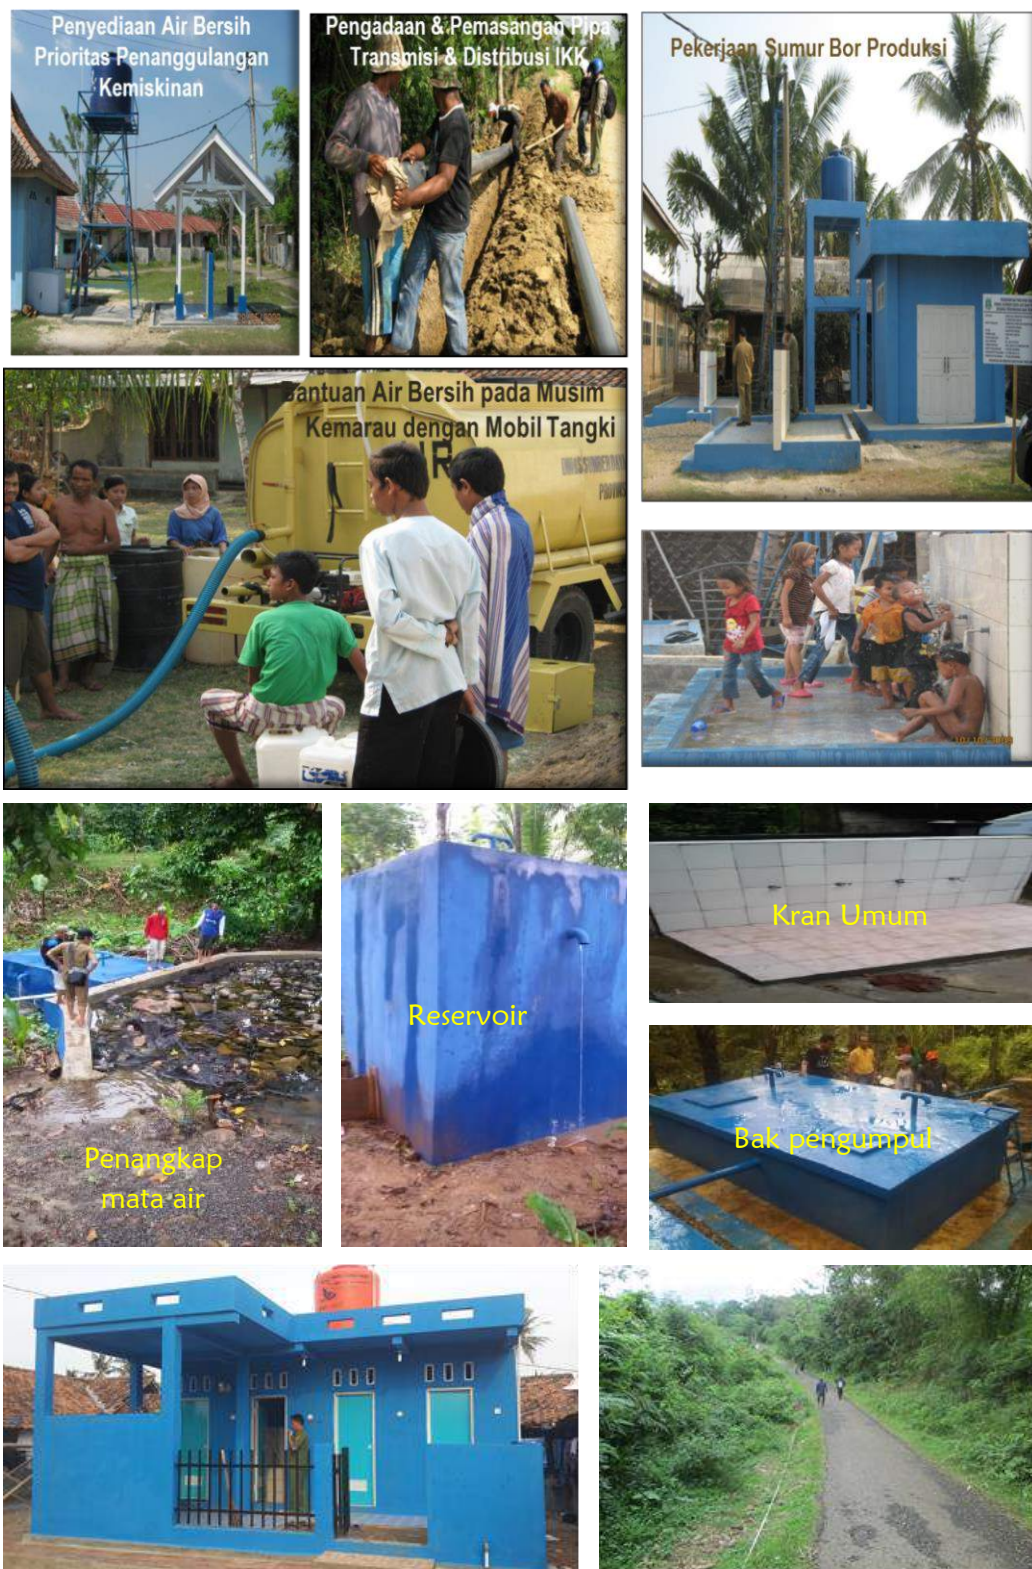 Penyediaan Air Bersih
Prioritas Penanggulangan
Kemiskinan
Pengadaan & Pemasangan Pipa
Transmisi & Distribusi IKK
Pekerjaan Sumur Bor Produksi
Bantuan Air Bersih pada Musim
Kemarau dengan Mobil Tangki
Penangkap
mata air
Reservoir
Kran Umum
Bak pengumpul